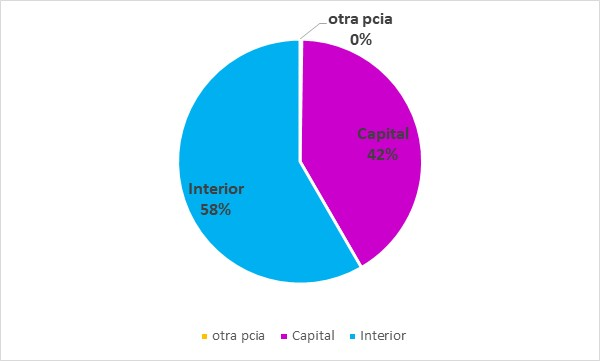 otra pcia
0%
Capital
42%
Interior
58%
otra pcia Capital Interior